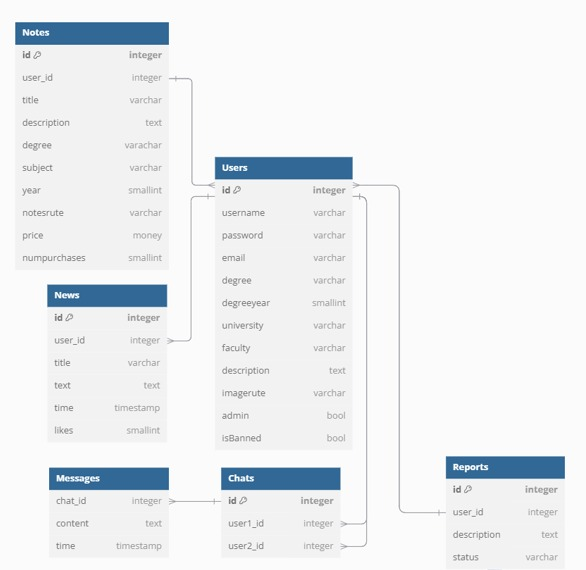 Notes
id integer
user_id integer
title varchar
description text
degree varachar
subject varchar
year smallint
notesrute varchar
price money
numpurchases smallint
Users
id integer
username varchar
password varchar
email varchar
degree varchar
degreeyear smallint
university varchar
faculty varchar
description text
imagerute varchar
admin bool
isBanned bool
News
id integer
user_id integer
title varchar
text text
time timestamp
likes smallint
Messages
chat_id integer
content text
time timestamp
Chats
id integer
user1_id integer
user2_id integer
Reports
id integer
user_id integer
description text
status varchar